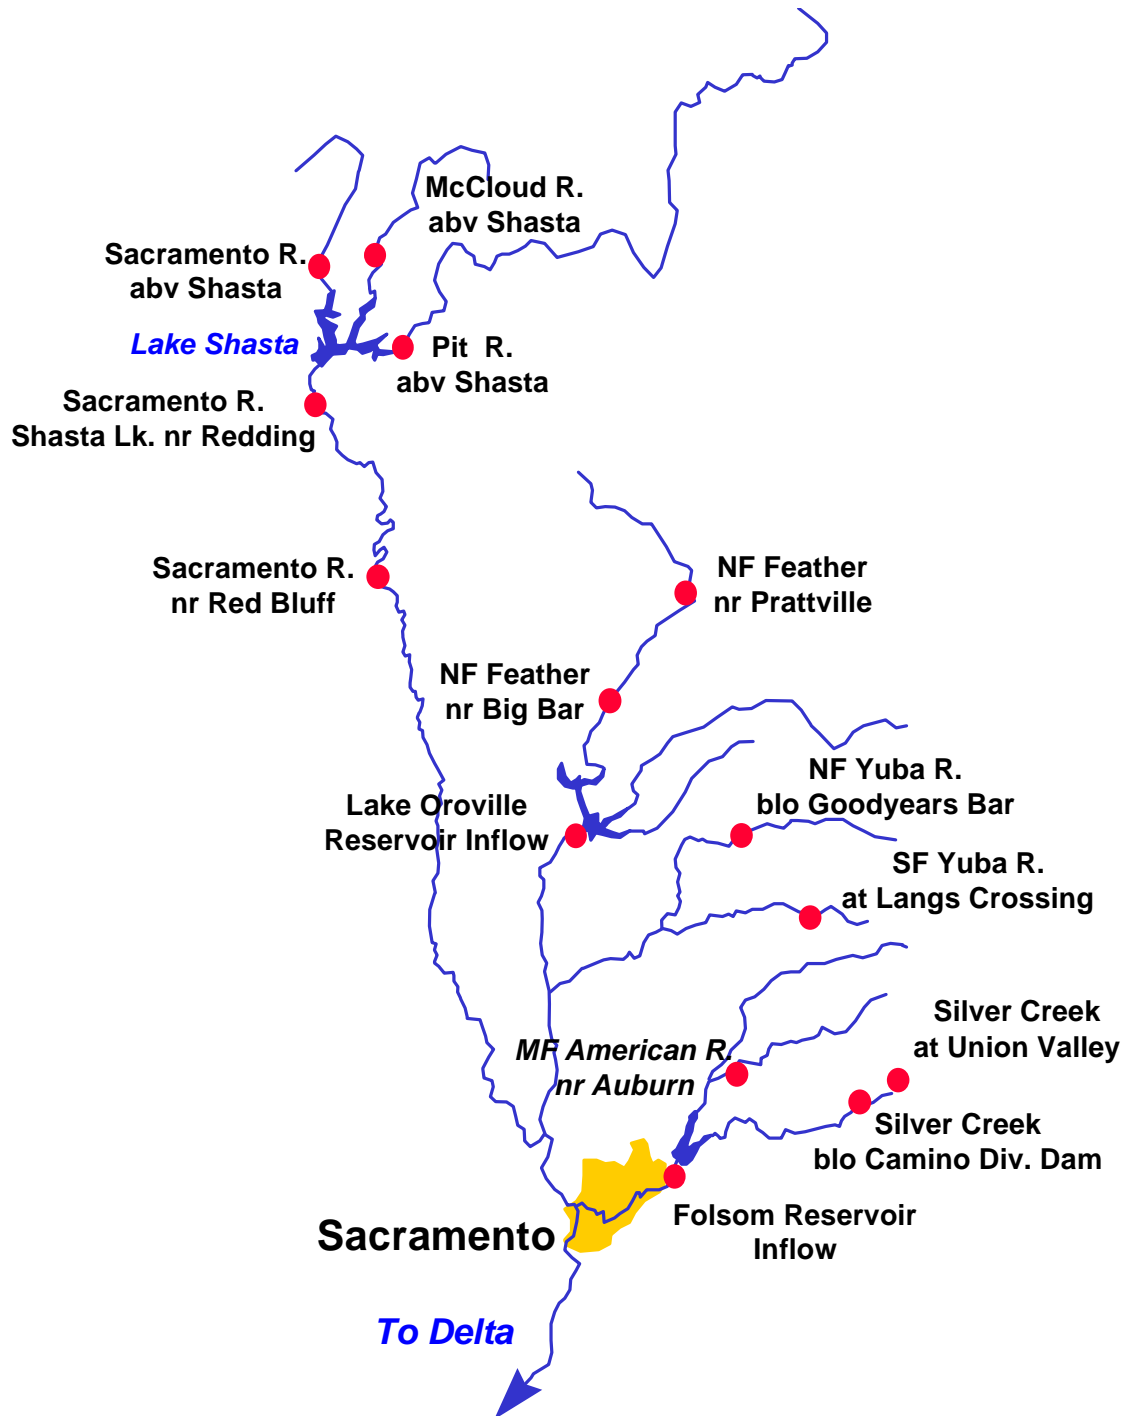 McCloud R.
abv Shasta
Sacramento R.
abv Shasta
Lake Shasta
Pit R.
abv Shasta
Sacramento R.
Shasta Lk. nr Redding
Sacramento R.
nr Red Bluff
NF Feather
nr Prattville
NF Feather
nr Big Bar
NF Yuba R.
blo Goodyears Bar
Lake Oroville
Reservoir Inflow
SF Yuba R.
at Langs Crossing
Silver Creek
at Union Valley
MF American R.
nr Auburn
Silver Creek
blo Camino Div. Dam
Folsom Reservoir
Inflow
Sacramento
To Delta